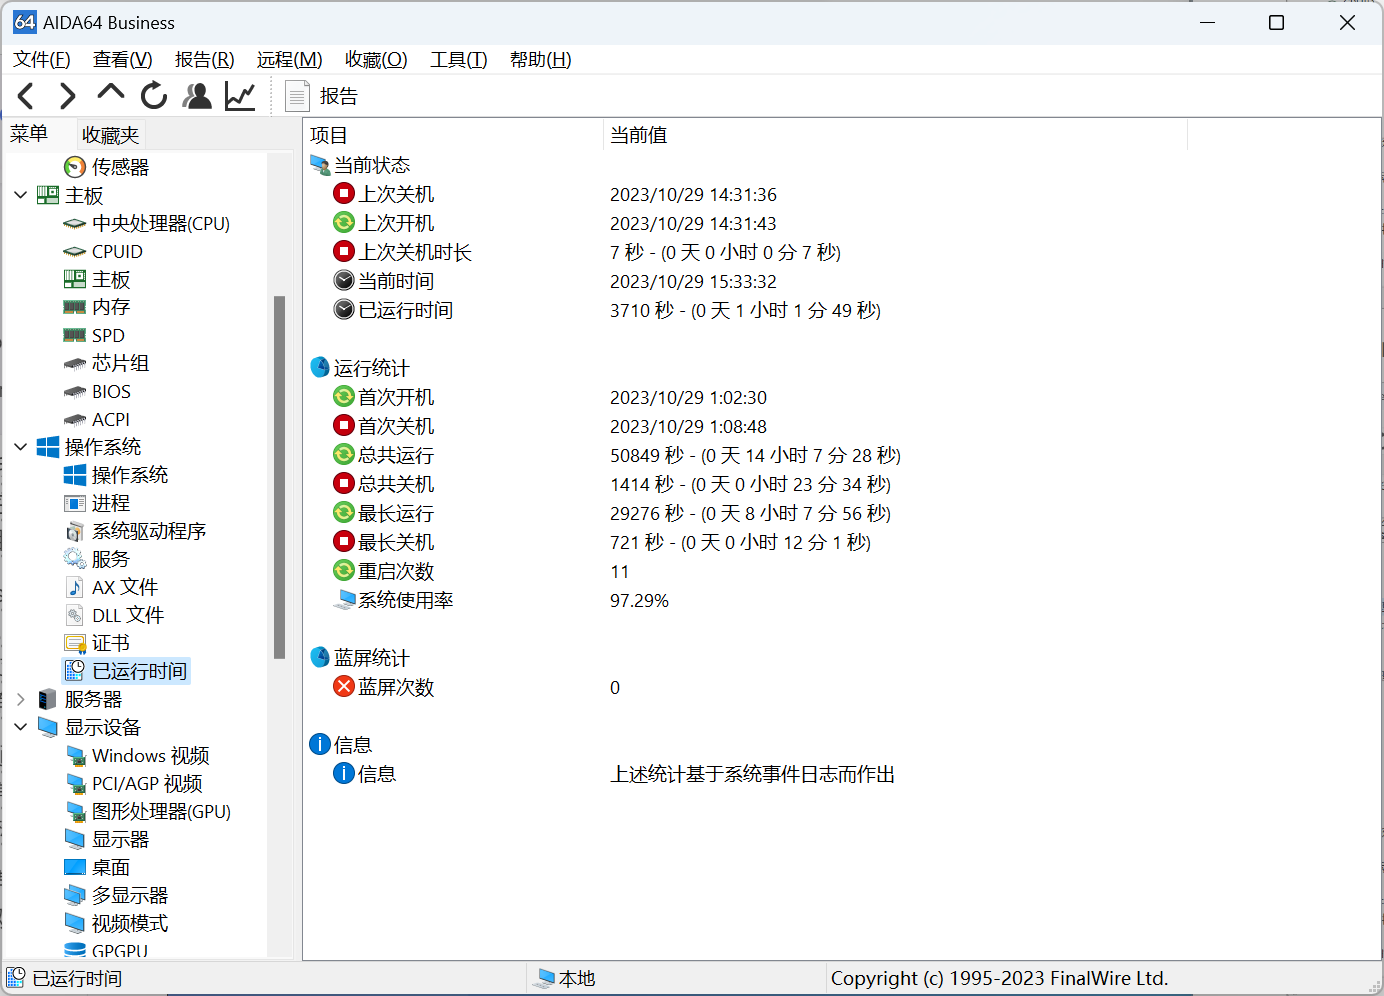 AIDA64 Business
文件(F) 查看(V) 报告(R) 远程(M) 收藏(O) 工具(T) 帮助(H)
报告
菜单 收藏夹
传感器
主板
中央处理器(CPU)
CPUID
主板
内存
SPD
芯片组
BIOS
ACPI
操作系统
操作系统
进程
系统驱动程序
服务
AX 文件
DLL 文件
证书
已运行时间
服务器
显示设备
Windows 视频
PCI/AGP 视频
图形处理器(GPU)
显示器
桌面
多显示器
视频模式
GPGPU
项目 当前值
当前状态
上次关机 2023/10/29 14:31:36
上次开机 2023/10/29 14:31:43
上次关机时长 7 秒 - (0 天 0 小时 0 分 7 秒)
当前时间 2023/10/29 15:33:32
已运行时间 3710 秒 - (0 天 1 小时 1 分 49 秒)
运行统计
首次开机 2023/10/29 1:02:30
首次关机 2023/10/29 1:08:48
总共运行 50849 秒 - (0 天 14 小时 7 分 28 秒)
总共关机 1414 秒 - (0 天 0 小时 23 分 34 秒)
最长运行 29276 秒 - (0 天 8 小时 7 分 56 秒)
最长关机 721 秒 - (0 天 0 小时 12 分 1 秒)
重启次数 11
系统使用率 97.29%
蓝屏统计
蓝屏次数 0
信息
信息 上述统计基于系统事件日志而作出
已运行时间 本地 Copyright (c) 1995-2023 FinalWire Ltd.